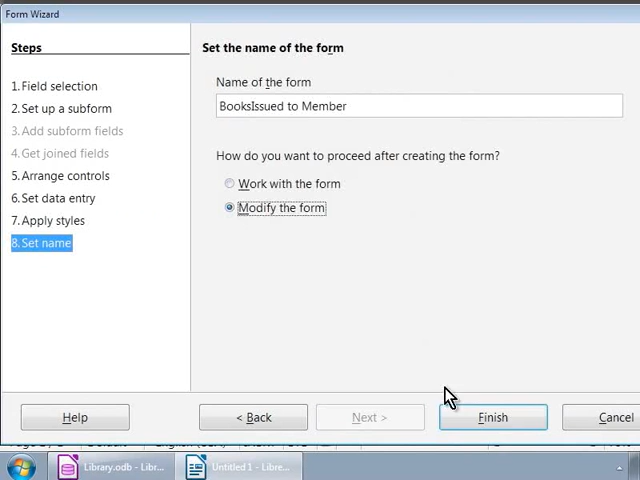 Form Wizard
Steps
1. Field selection
2. Set up a subform
3. Add subform fields
4. Get joined fields
5. Arrange controls
6. Set data entry
7. Apply styles
8. Set name
Set the name of the form
Name of the form
BooksIssued to Member
How do you want to proceed after creating the form?
Work with the form
Modify the form
Help
< Back
Next >
Finish
Cancel
Library.odb - Libr...
Untitled 1 - Libre...